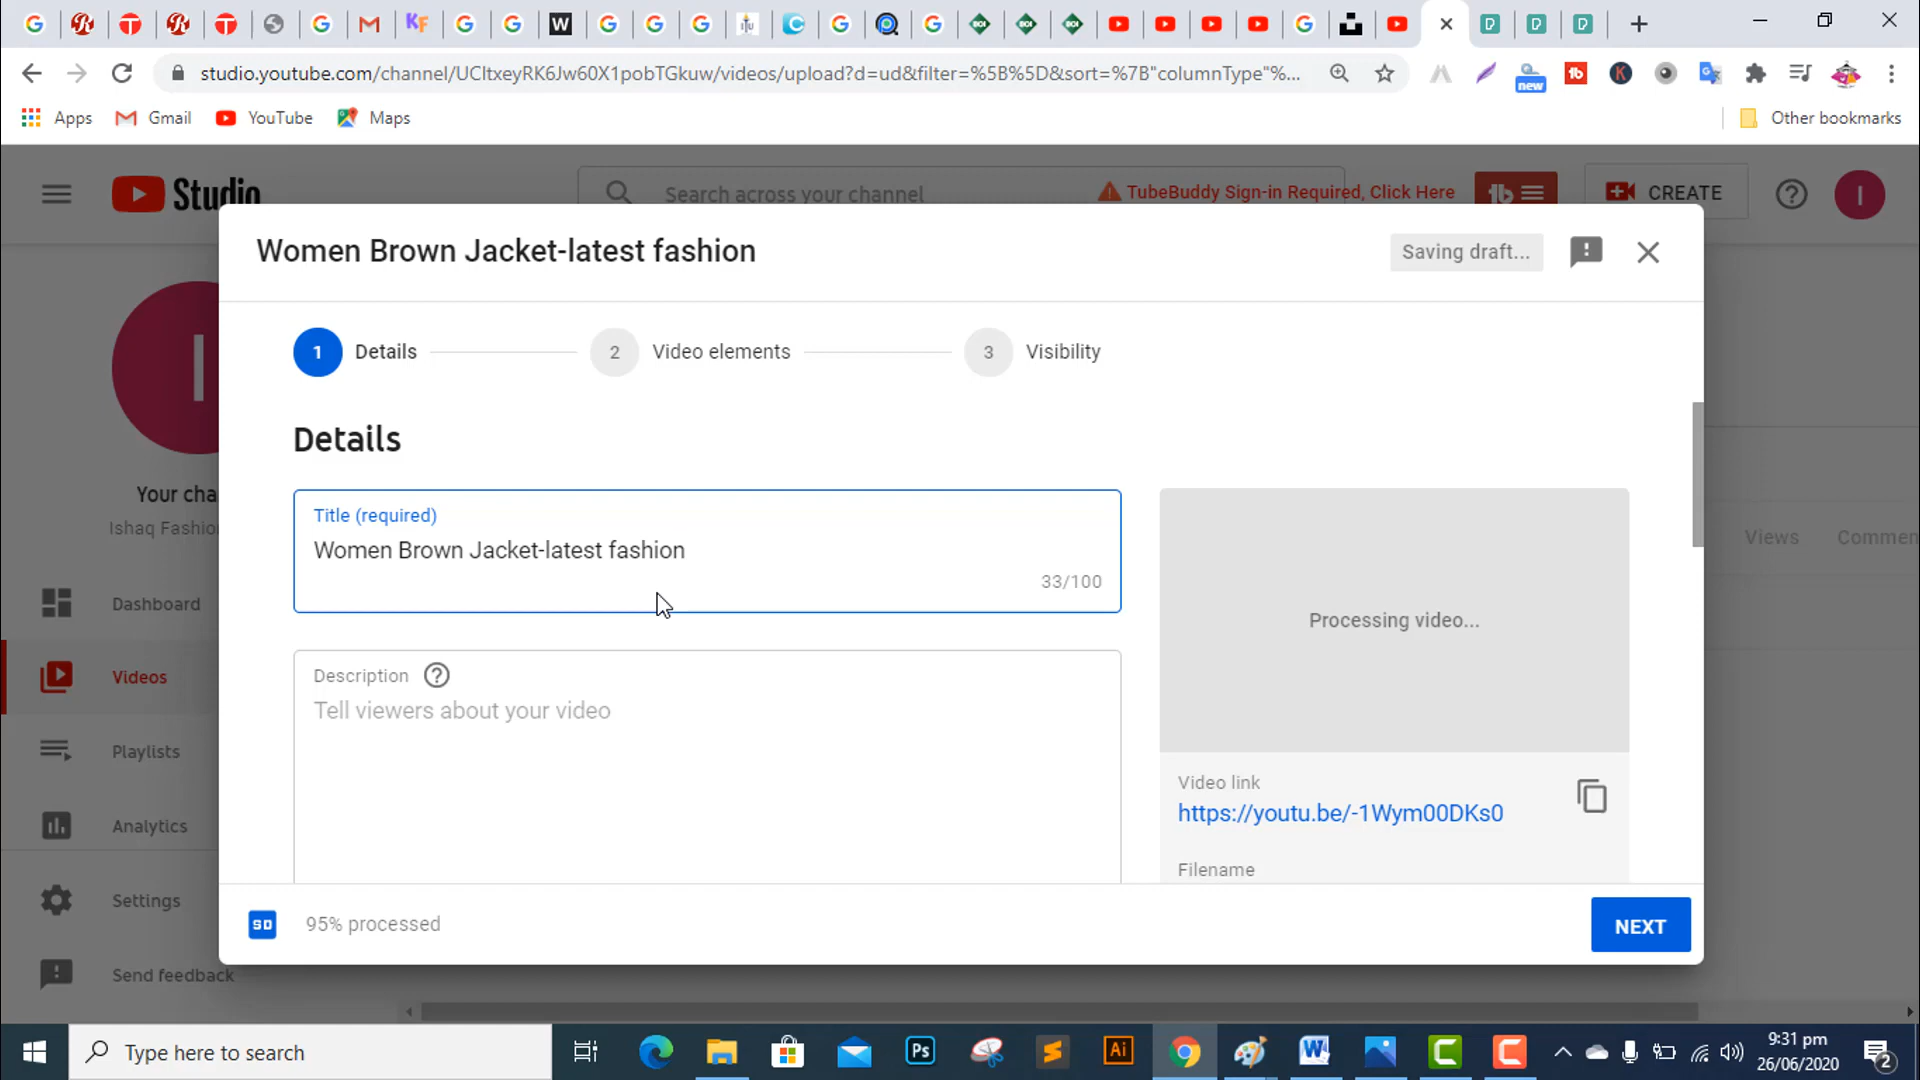 studio.youtube.com/channel/UCItxeyRK6Jw60X1pobTGkuw/videos/upload?d=ud&filter=%5B%5D&sort=%7B"columnType"%...
new
Apps
Gmail
YouTube
Maps
Other bookmarks
Studio
Search across your channel
TubeBuddy Sign-in Required, Click Here
CREATE
I
Women Brown Jacket-latest fashion
Saving draft...
1 Details
2 Video elements
3 Visibility
Details
Title (required)
Women Brown Jacket-latest fashion
33/100
Description
Tell viewers about your video
Processing video...
Video link
https://youtu.be/-1Wym00DKs0
Filename
SD
95% processed
NEXT
Your cha
Ishaq Fashio
Dashboard
Videos
Playlists
Analytics
Settings
Send feedback
Views
Commen
Type here to search
Ps
Ai
9:31 pm
26/06/2020
2